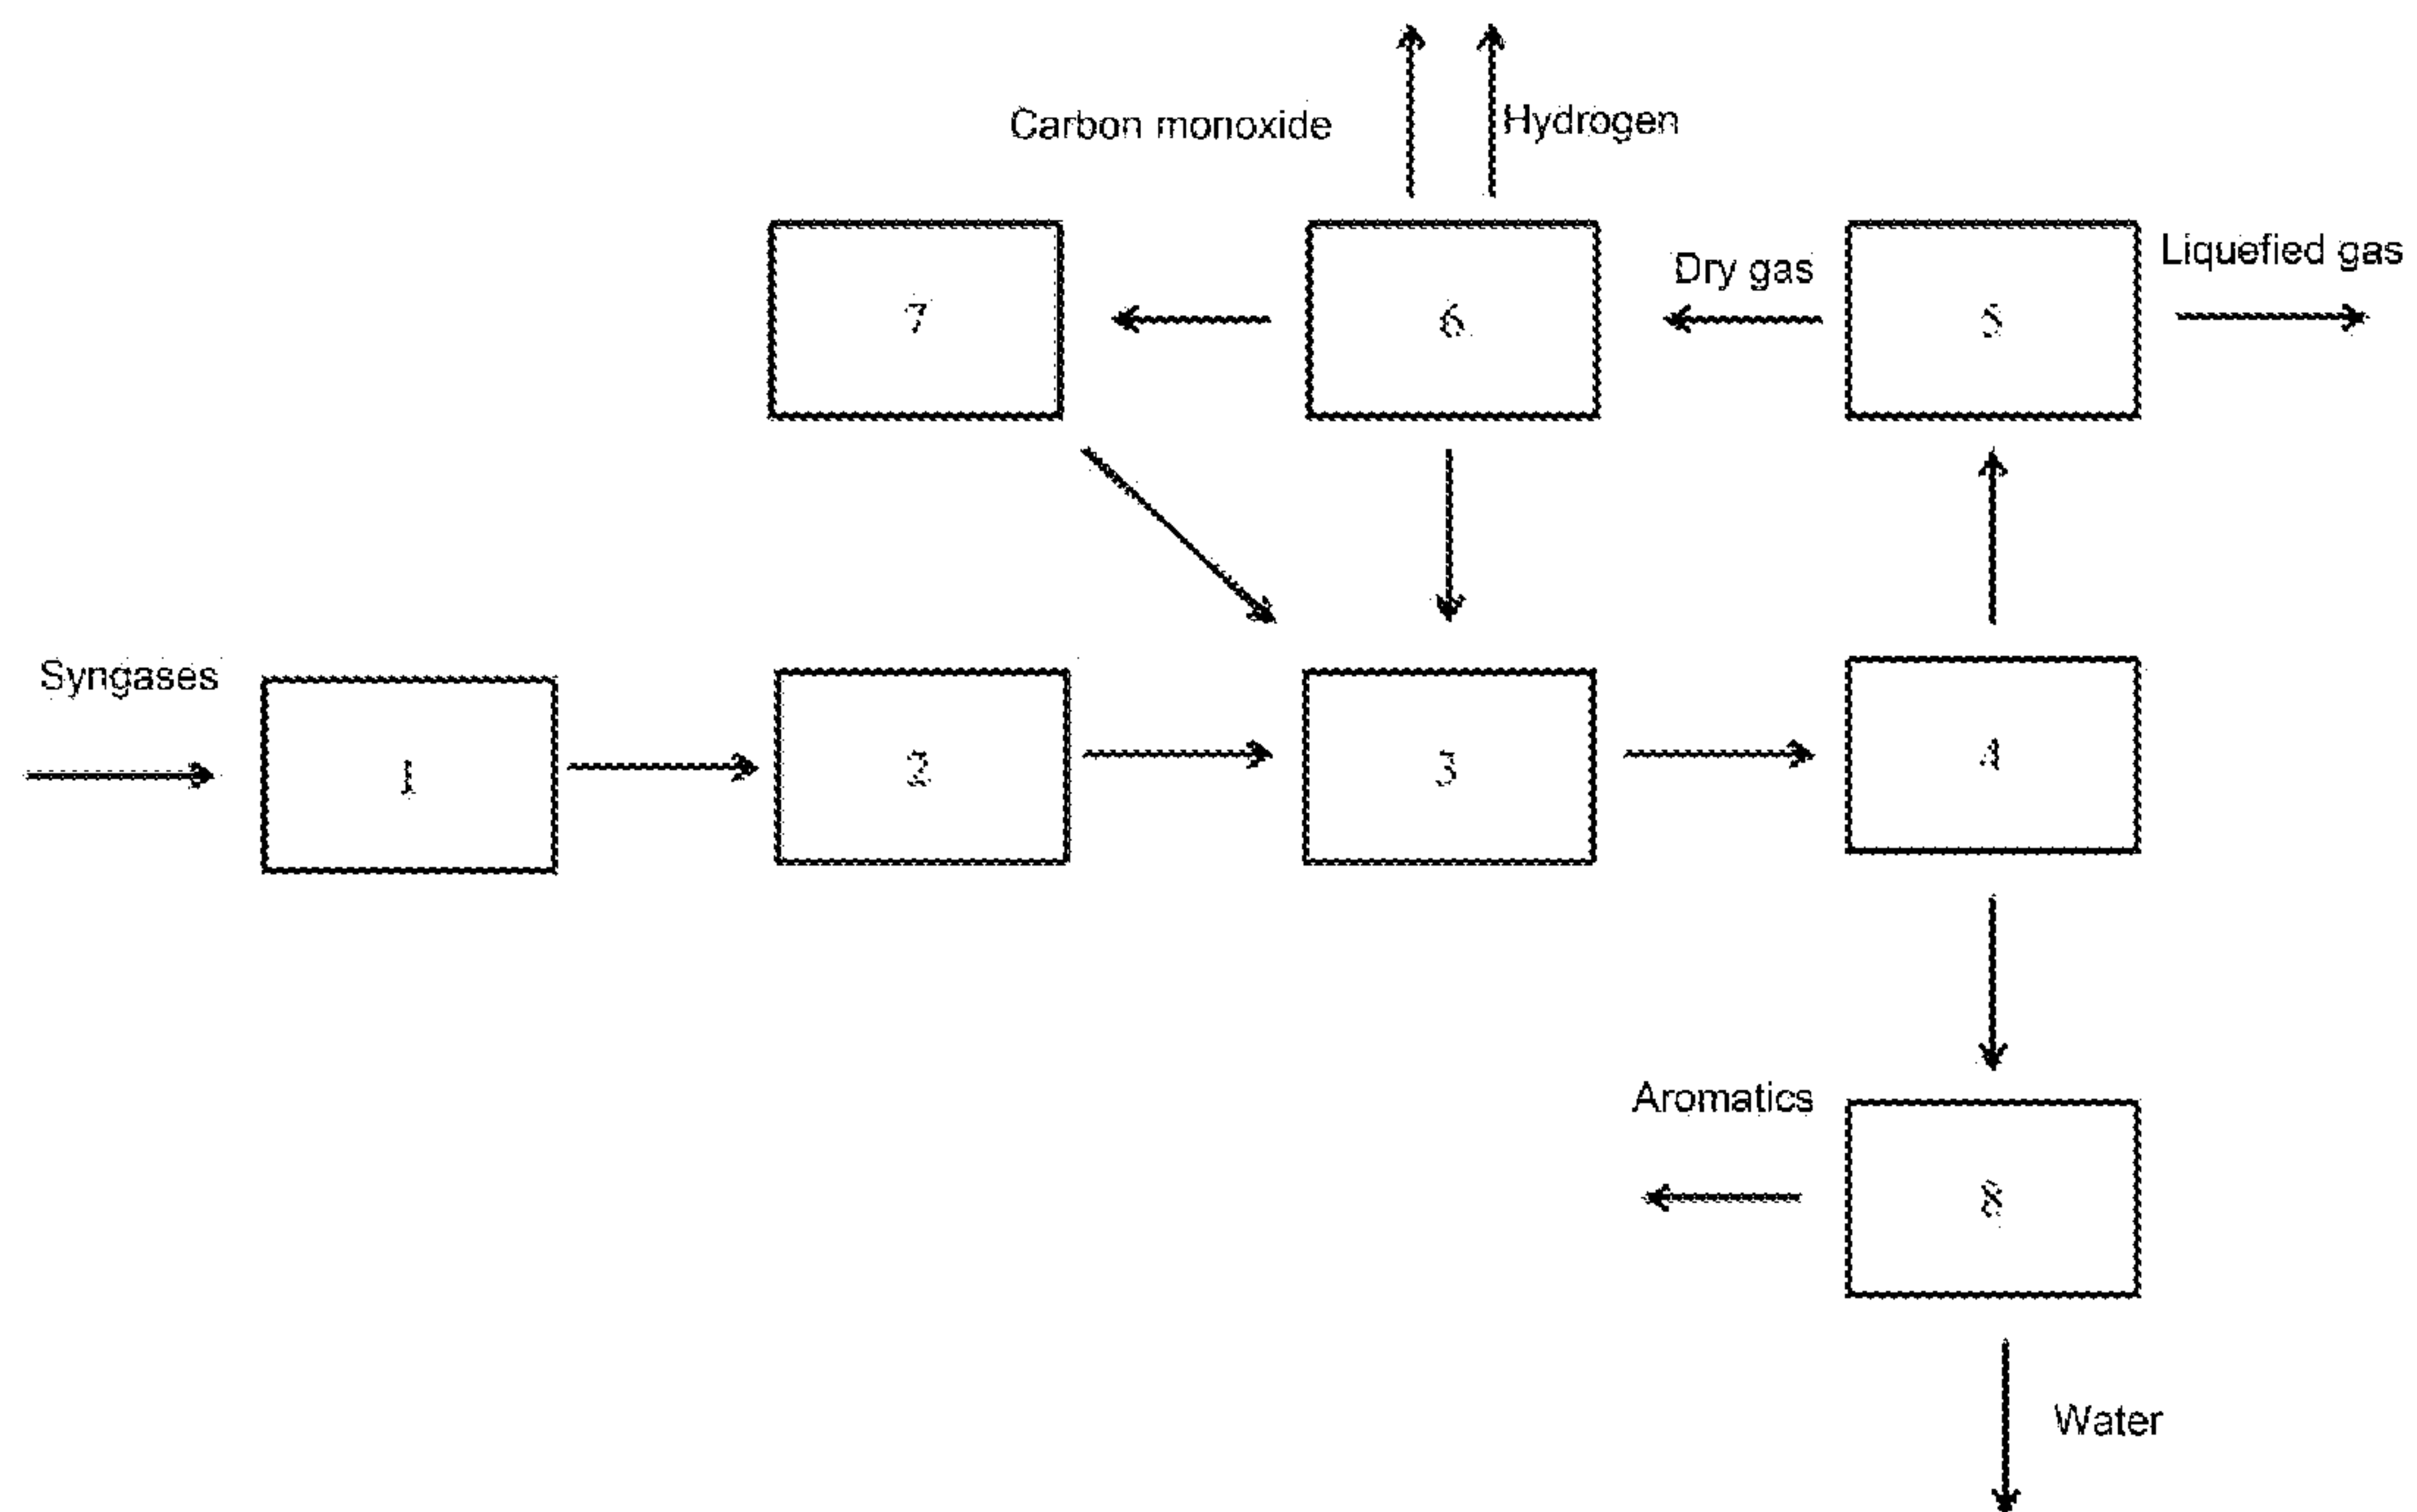 Carbon monoxide
Hydrogen
7
6
Dry gas
5
Liquefied gas
Syngases
1
2
3
4
Aromatics
8
Water